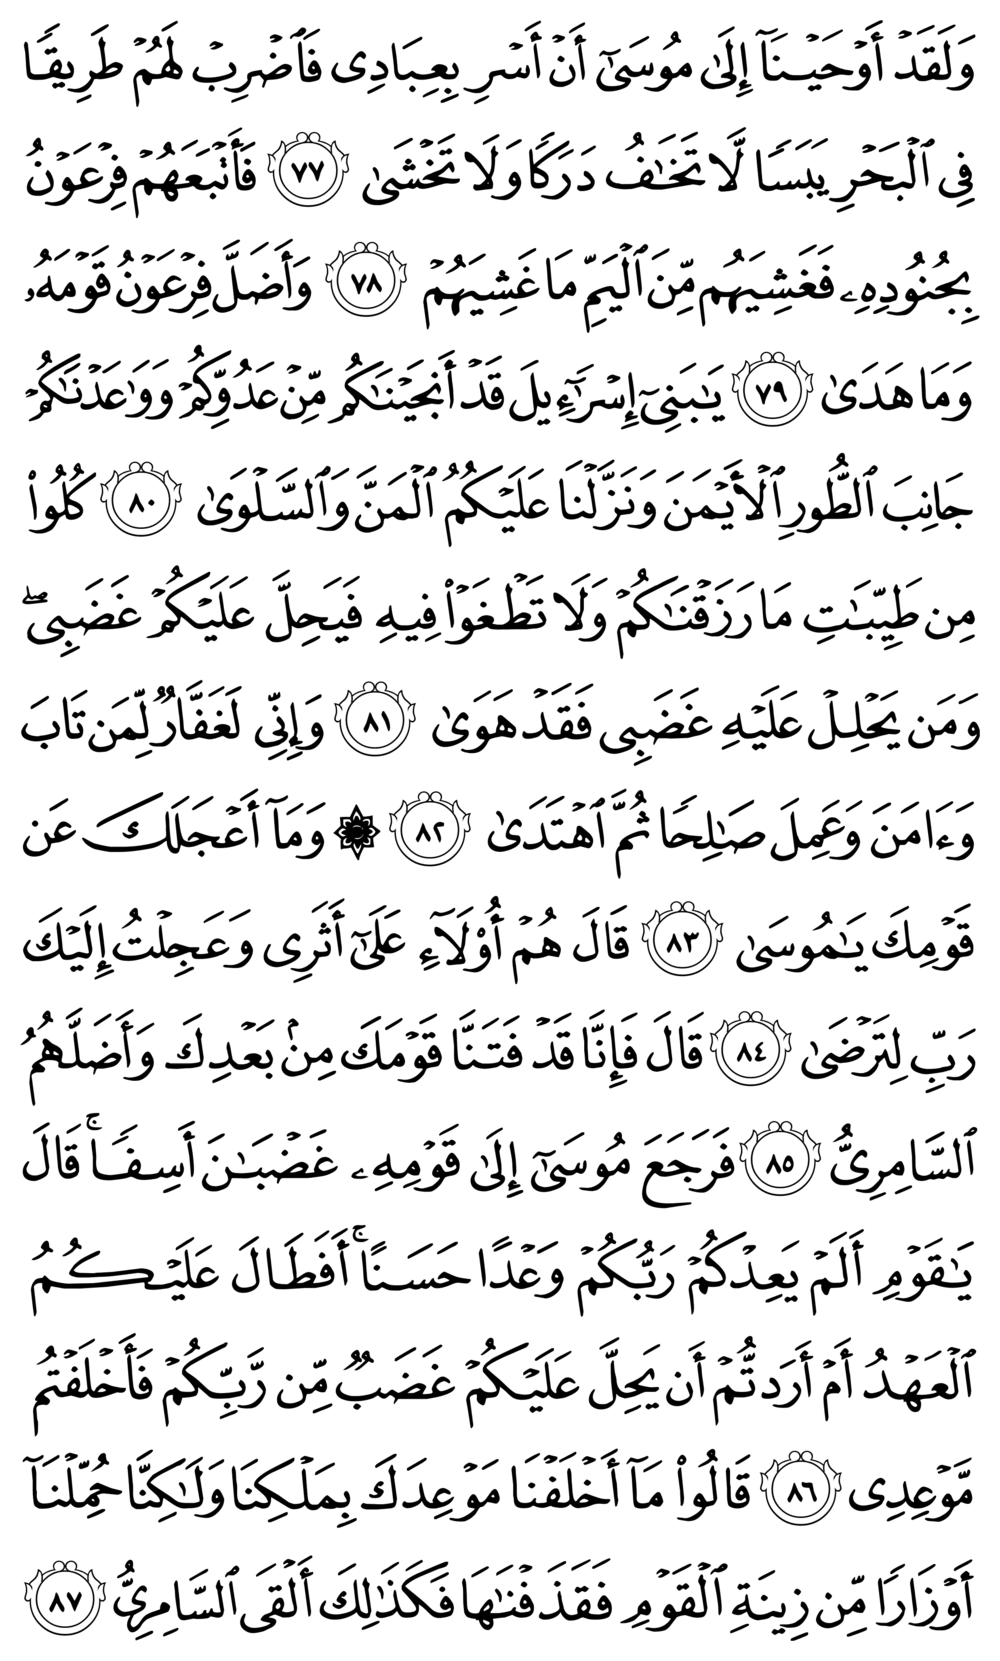 وَلَقَدۡ أَوۡحَيۡنَآ إِلَىٰ مُوسَىٰٓ أَنۡ أَسۡرِ بِعِبَادِي فَٱضۡرِبۡ لَهُمۡ طَرِيقٗا
فِي ٱلۡبَحۡرِ يَبَسٗا لَّا تَخَٰفُ دَرَكٗا وَلَا تَخۡشَىٰ ٧٧ فَأَتۡبَعَهُمۡ فِرۡعَوۡنُ
بِجُنُودِهِۦ فَغَشِيَهُم مِّنَ ٱلۡيَمِّ مَا غَشِيَهُمۡ ٧٨ وَأَضَلَّ فِرۡعَوۡنُ قَوۡمَهُۥ
وَمَا هَدَىٰ ٧٩ يَٰبَنِيٓ إِسۡرَٰٓءِيلَ قَدۡ أَنجَيۡنَٰكُم مِّنۡ عَدُوِّكُمۡ وَوَٰعَدۡنَٰكُمۡ
جَانِبَ ٱلطُّورِ ٱلۡأَيۡمَنَ وَنَزَّلۡنَا عَلَيۡكُمُ ٱلۡمَنَّ وَٱلسَّلۡوَىٰ ٨٠ كُلُواْ
مِن طَيِّبَٰتِ مَا رَزَقۡنَٰكُمۡ وَلَا تَطۡغَوۡاْ فِيهِ فَيَحِلَّ عَلَيۡكُمۡ غَضَبِيۖ
وَمَن يَحۡلِلۡ عَلَيۡهِ غَضَبِي فَقَدۡ هَوَىٰ ٨١ وَإِنِّي لَغَفَّارٞ لِّمَن تَابَ
وَءَامَنَ وَعَمِلَ صَٰلِحٗا ثُمَّ ٱهۡتَدَىٰ ٨٢ ۞ وَمَآ أَعۡجَلَكَ عَن
قَوۡمِكَ يَٰمُوسَىٰ ٨٣ قَالَ هُمۡ أُوْلَآءِ عَلَىٰٓ أَثَرِي وَعَجِلۡتُ إِلَيۡكَ
رَبِّ لِتَرۡضَىٰ ٨٤ قَالَ فَإِنَّا قَدۡ فَتَنَّا قَوۡمَكَ مِنۢ بَعۡدِكَ وَأَضَلَّهُمُ
ٱلسَّامِرِيُّ ٨٥ فَرَجَعَ مُوسَىٰٓ إِلَىٰ قَوۡمِهِۦ غَضۡبَٰنَ أَسِفٗاۚ قَالَ
يَٰقَوۡمِ أَلَمۡ يَعِدۡكُمۡ رَبُّكُمۡ وَعۡدًا حَسَنًاۚ أَفَطَالَ عَلَيۡكُمُ
ٱلۡعَهۡدُ أَمۡ أَرَدتُّمۡ أَن يَحِلَّ عَلَيۡكُمۡ غَضَبٞ مِّن رَّبِّكُمۡ فَأَخۡلَفۡتُم
مَّوۡعِدِي ٨٦ قَالُواْ مَآ أَخۡلَفۡنَا مَوۡعِدَكَ بِمَلۡكِنَا وَلَٰكِنَّا حُمِّلۡنَآ
أَوۡزَارٗا مِّن زِينَةِ ٱلۡقَوۡمِ فَقَذَفۡنَٰهَا فَكَذَٰلِكَ أَلۡقَى ٱلسَّامِرِيُّ ٨٧